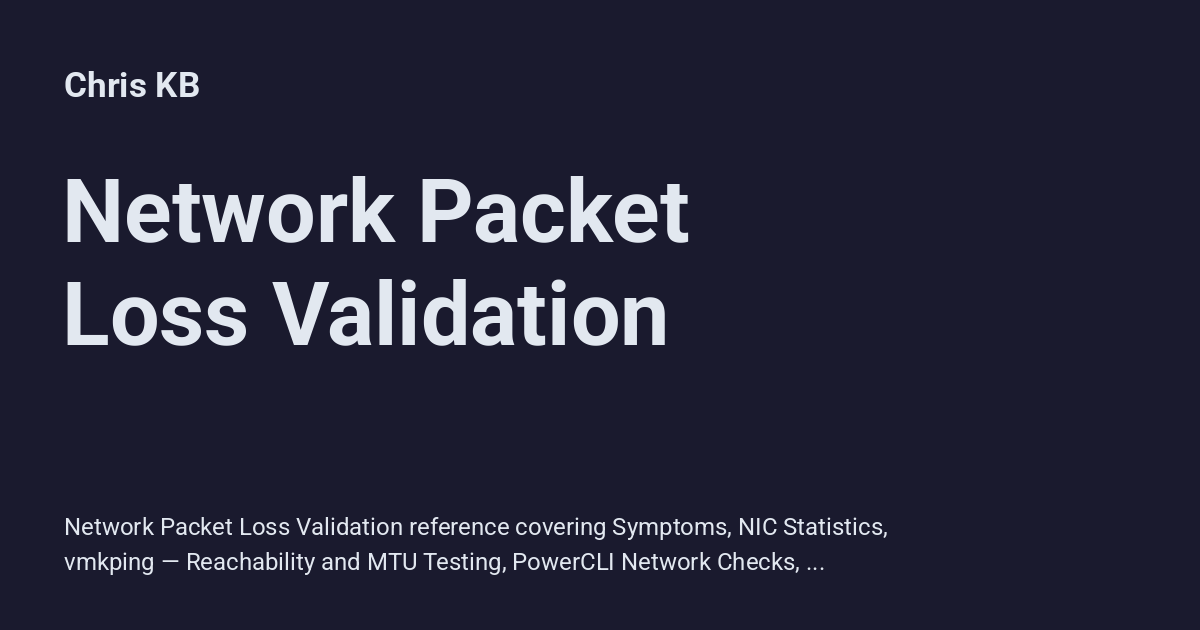 Chris KB
Network Packet
Loss Validation
Network Packet Loss Validation reference covering Symptoms, NIC Statistics,
vmkping — Reachability and MTU Testing, PowerCLI Network Checks, ...